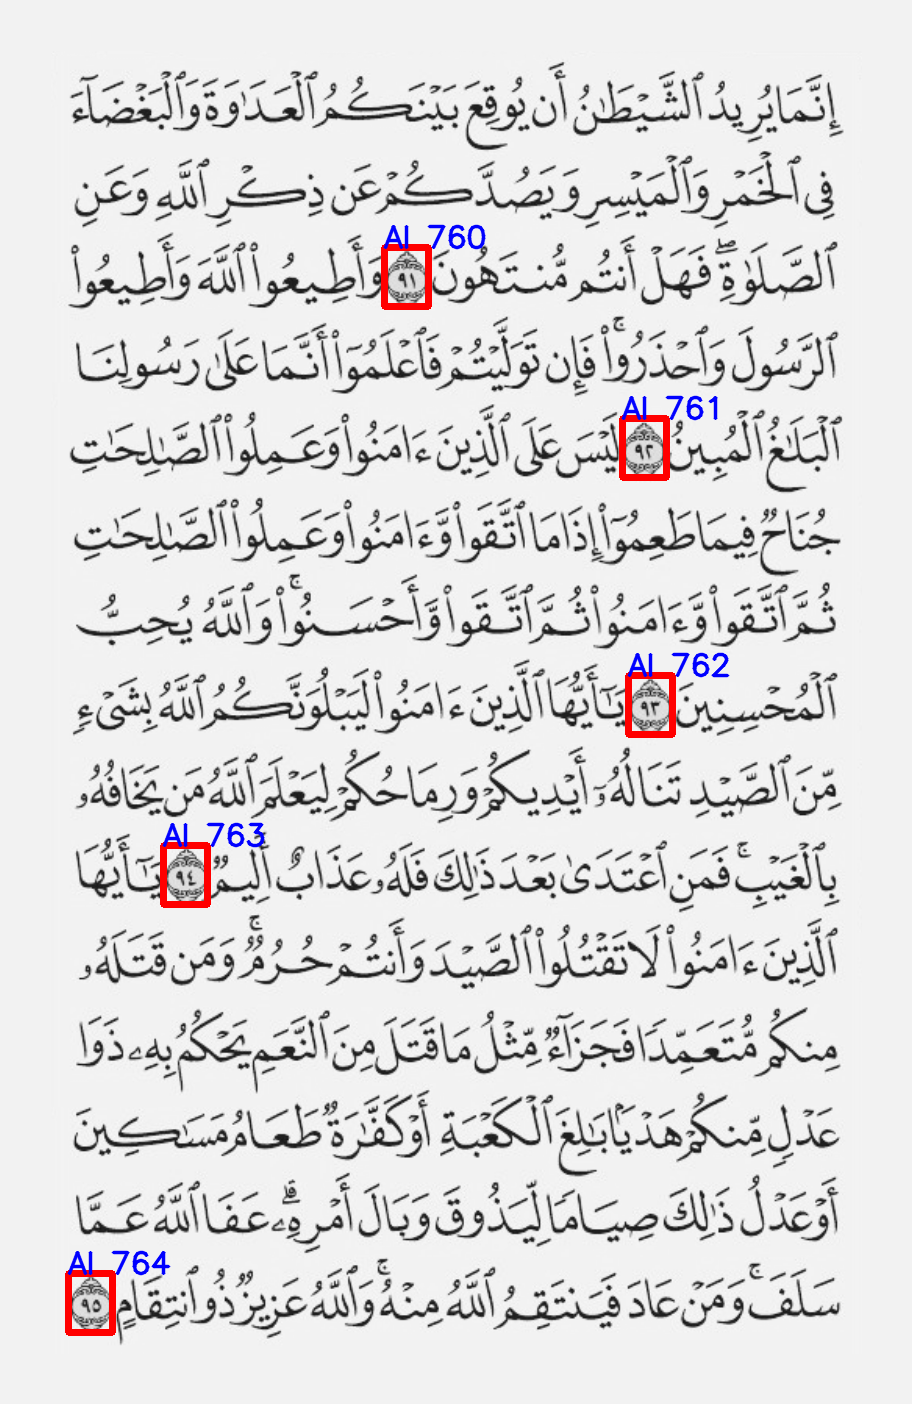 إِنَّمَا يُرِيدُ ٱلشَّيْطَٰنُ أَن يُوقِعَ بَيْنَكُمُ ٱلْعَدَٰوَةَ وَٱلْبَغْضَآءَ
فِى ٱلْخَمْرِ وَٱلْمَيْسِرِ وَيَصُدَّكُمْ عَن ذِكْرِ ٱللَّهِ وَعَنِ
AI_760
ٱلصَّلَوٰةِ ۖ فَهَلْ أَنتُم مُّنتَهُونَ ٩١ وَأَطِيعُوا۟ ٱللَّهَ وَأَطِيعُوا۟
ٱلرَّسُولَ وَٱحْذَرُوا۟ ۚ فَإِن تَوَلَّيْتُمْ فَٱعْلَمُوٓا۟ أَنَّمَا عَلَىٰ رَسُولِنَا
AI_761
ٱلْبَلَٰغُ ٱلْمُبِينُ ٩٢ لَيْسَ عَلَى ٱلَّذِينَ ءَامَنُوا۟ وَعَمِلُوا۟ ٱلصَّٰلِحَٰتِ
جُنَاحٌ فِيمَا طَعِمُوٓا۟ إِذَا مَا ٱتَّقَوا۟ وَّءَامَنُوا۟ وَعَمِلُوا۟ ٱلصَّٰلِحَٰتِ
ثُمَّ ٱتَّقَوا۟ وَّءَامَنُوا۟ ثُمَّ ٱتَّقَوا۟ وَّأَحْسَنُوا۟ ۚ وَٱللَّهُ يُحِبُّ
AI_762
ٱلْمُحْسِنِينَ ٩٣ يَٰٓأَيُّهَا ٱلَّذِينَ ءَامَنُوا۟ لَيَبْلُوَنَّكُمُ ٱللَّهُ بِشَىْءٍ
مِّنَ ٱلصَّيْدِ تَنَالُهُۥٓ أَيْدِيكُمْ وَرِمَاحُكُمْ لِيَعْلَمَ ٱللَّهُ مَن يَخَافُهُۥ
AI_763
بِٱلْغَيْبِ ۚ فَمَنِ ٱعْتَدَىٰ بَعْدَ ذَٰلِكَ فَلَهُۥ عَذَابٌ أَلِيمٌ ٩٤ يَٰٓأَيُّهَا
ٱلَّذِينَ ءَامَنُوا۟ لَا تَقْتُلُوا۟ ٱلصَّيْدَ وَأَنتُمْ حُرُمٌ ۚ وَمَن قَتَلَهُۥ
مِنكُم مُّتَعَمِّدًا فَجَزَآءٌ مِّثْلُ مَا قَتَلَ مِنَ ٱلنَّعَمِ يَحْكُمُ بِهِۦ ذَوَا
عَدْلٍ مِّنكُمْ هَدْيًۢا بَٰلِغَ ٱلْكَعْبَةِ أَوْ كَفَّٰرَةٌ طَعَامُ مَسَٰكِينَ
أَوْ عَدْلُ ذَٰلِكَ صِيَامًا لِّيَذُوقَ وَبَالَ أَمْرِهِۦ ۗ عَفَا ٱللَّهُ عَمَّا
AI_764
سَلَفَ ۚ وَمَنْ عَادَ فَيَنتَقِمُ ٱللَّهُ مِنْهُ ۗ وَٱللَّهُ عَزِيزٌ ذُو ٱنتِقَامٍ ٩٥